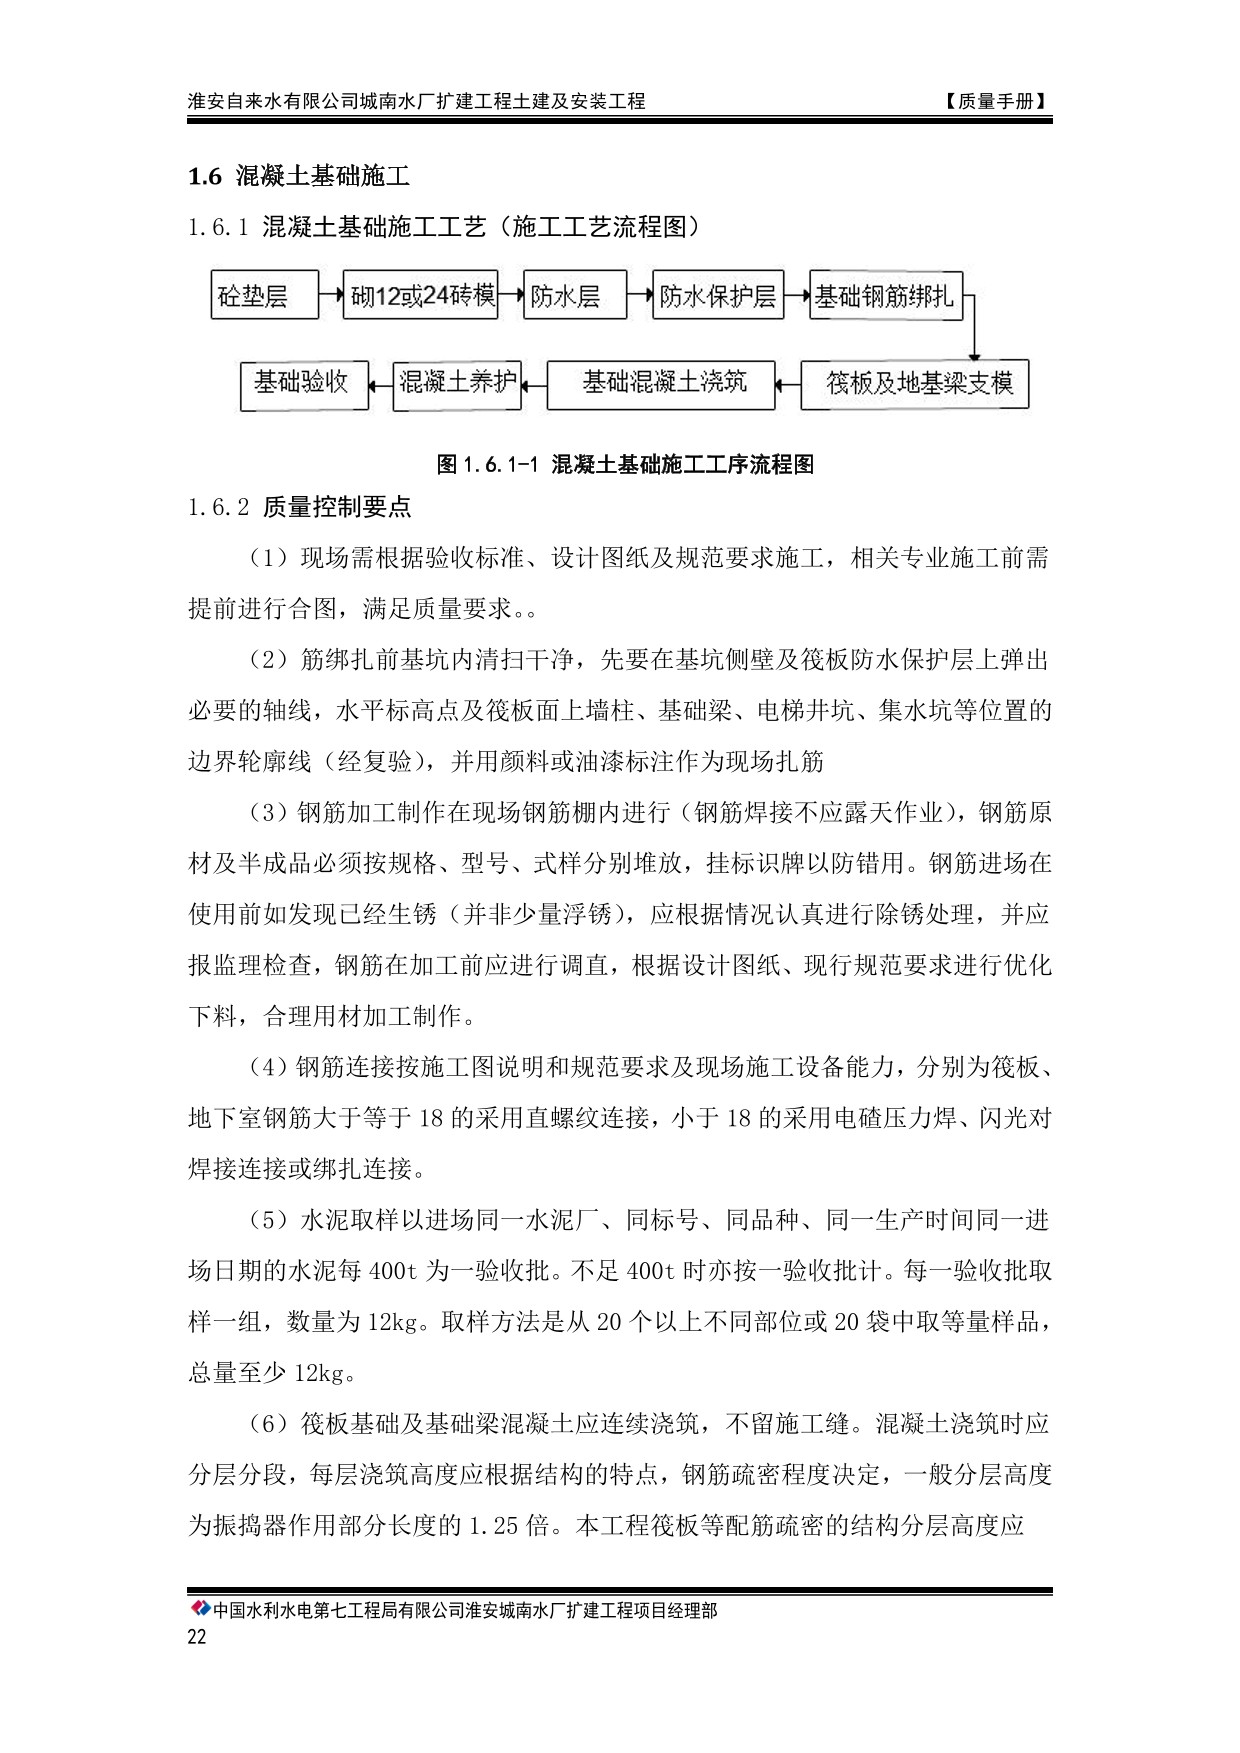 淮安自来水有限公司城南水厂扩建工程土建及安装工程 【质量手册】
1.6 混凝土基础施工
1.6.1 混凝土基础施工工艺（施工工艺流程图）
砼垫层 砌12或24砖模 防水层 防水保护层 基础钢筋绑扎
基础验收 混凝土养护 基础混凝土浇筑 筏板及地基梁支模
图1.6.1-1 混凝土基础施工工序流程图
1.6.2 质量控制要点
（1）现场需根据验收标准、设计图纸及规范要求施工，相关专业施工前需
提前进行合图，满足质量要求。。
（2）筋绑扎前基坑内清扫干净，先要在基坑侧壁及筏板防水保护层上弹出
必要的轴线，水平标高点及筏板面上墙柱、基础梁、电梯井坑、集水坑等位置的
边界轮廓线（经复验），并用颜料或油漆标注作为现场扎筋
（3）钢筋加工制作在现场钢筋棚内进行（钢筋焊接不应露天作业），钢筋原
材及半成品必须按规格、型号、式样分别堆放，挂标识牌以防错用。钢筋进场在
使用前如发现已经生锈（并非少量浮锈），应根据情况认真进行除锈处理，并应
报监理检查，钢筋在加工前应进行调直，根据设计图纸、现行规范要求进行优化
下料，合理用材加工制作。
（4）钢筋连接按施工图说明和规范要求及现场施工设备能力，分别为筏板、
地下室钢筋大于等于 18 的采用直螺纹连接，小于 18 的采用电碴压力焊、闪光对
焊接连接或绑扎连接。
（5）水泥取样以进场同一水泥厂、同标号、同品种、同一生产时间同一进
场日期的水泥每 400t 为一验收批。不足 400t 时亦按一验收批计。每一验收批取
样一组，数量为 12kg。取样方法是从 20 个以上不同部位或 20 袋中取等量样品，
总量至少 12kg。
（6）筏板基础及基础梁混凝土应连续浇筑，不留施工缝。混凝土浇筑时应
分层分段，每层浇筑高度应根据结构的特点，钢筋疏密程度决定，一般分层高度
为振捣器作用部分长度的 1.25 倍。本工程筏板等配筋疏密的结构分层高度应
中国水利水电第七工程局有限公司淮安城南水厂扩建工程项目经理部
22